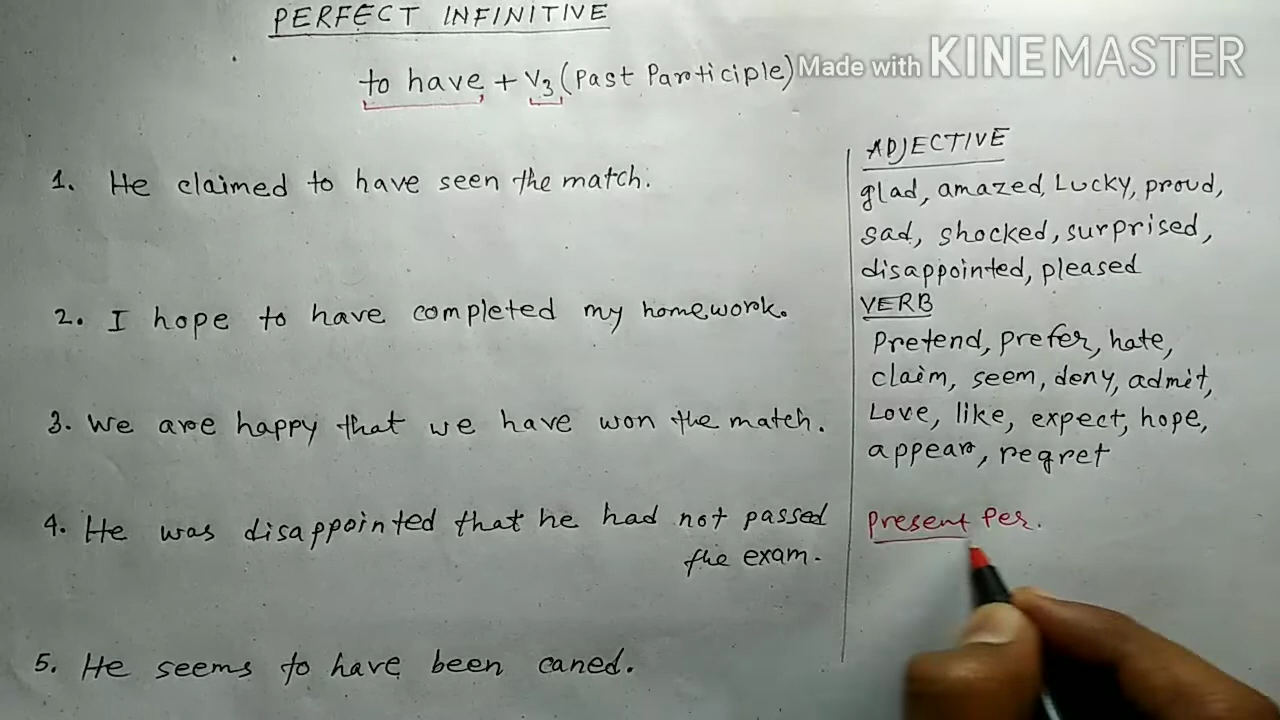 PERFECT INFINITIVE
to have + V3 (Past Participle)
Made with KINEMASTER
1. He claimed to have seen the match.
2. I hope to have completed my homework.
3. We are happy that we have won the match.
4. He was disappointed that he had not passed
the exam.
5. He seems to have been caned.
ADJECTIVE
glad, amazed, Lucky, proud,
sad, shocked, surprised,
disappointed, pleased
VERB
Pretend, prefer, hate,
claim, seem, deny, admit,
Love, like, expect, hope,
appear, regret
Present Per.